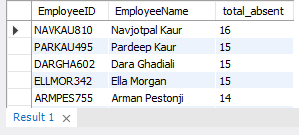 EmployeeID EmployeeName total_absent
NAVKAU810 Navjotpal Kaur 16
PARKAU495 Pardeep Kaur 15
DARGHA602 Dara Ghadiali 15
ELLMOR342 Ella Morgan 15
ARMPES755 Arman Pestonji 14
Result 1